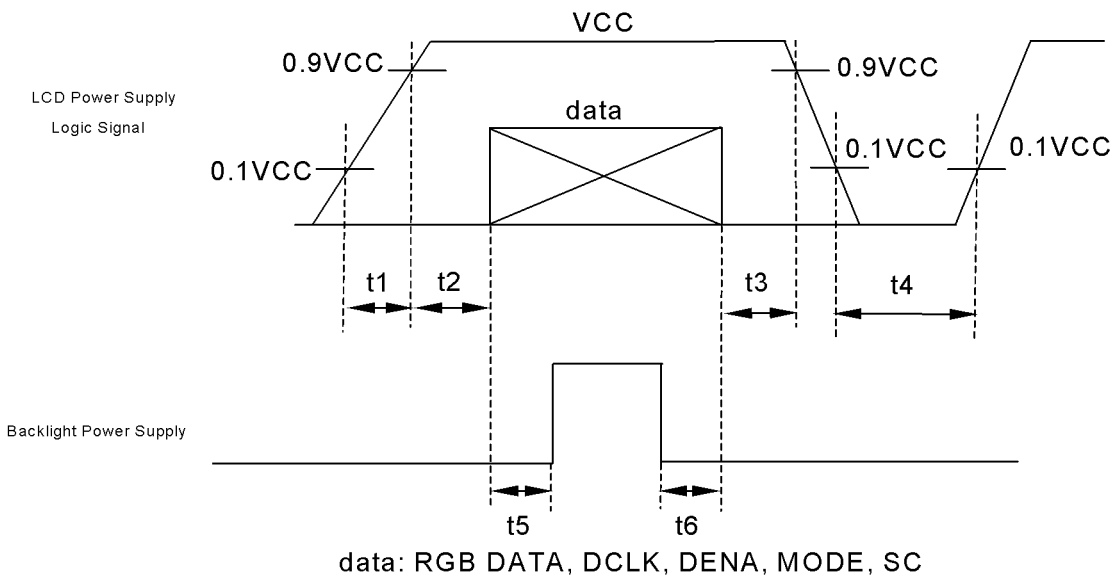 VCC
0.9VCC
0.9VCC
LCD Power Supply
Logic Signal
data
0.1VCC
0.1VCC
0.1VCC
t1
t2
t3
t4
Backlight Power Supply
t5
t6
data: RGB DATA, DCLK, DENA, MODE, SC